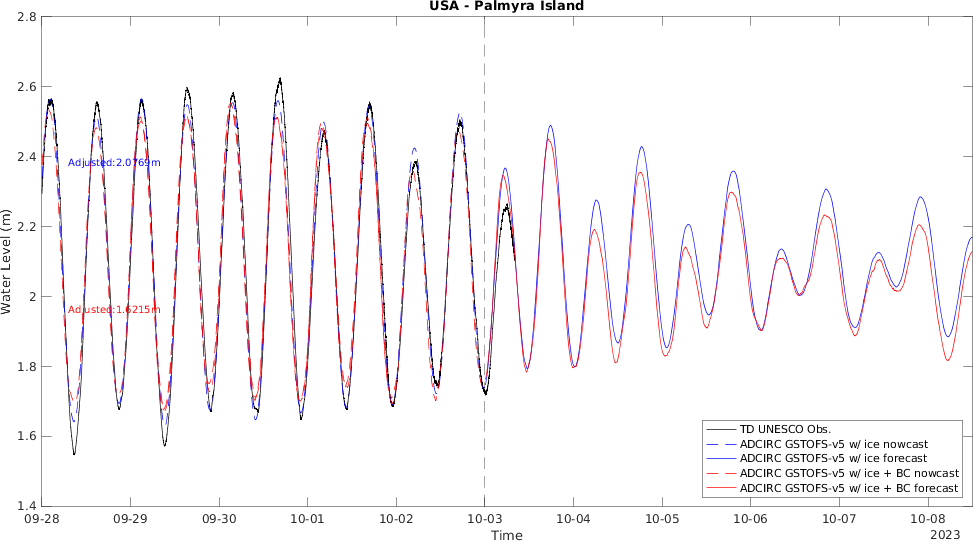 USA - Palmyra Island
2.8
2.6
2.4
2.2
2
1.8
1.6
1.4
Water Level (m)
Adjusted:2.0769m
Adjusted:1.6215m
TD UNESCO Obs.
ADCIRC GSTOFS-v5 w/ ice nowcast
ADCIRC GSTOFS-v5 w/ ice forecast
ADCIRC GSTOFS-v5 w/ ice + BC nowcast
ADCIRC GSTOFS-v5 w/ ice + BC forecast
09-28 09-29 09-30 10-01 10-02 10-03 10-04 10-05 10-06 10-07 10-08
2023
Time